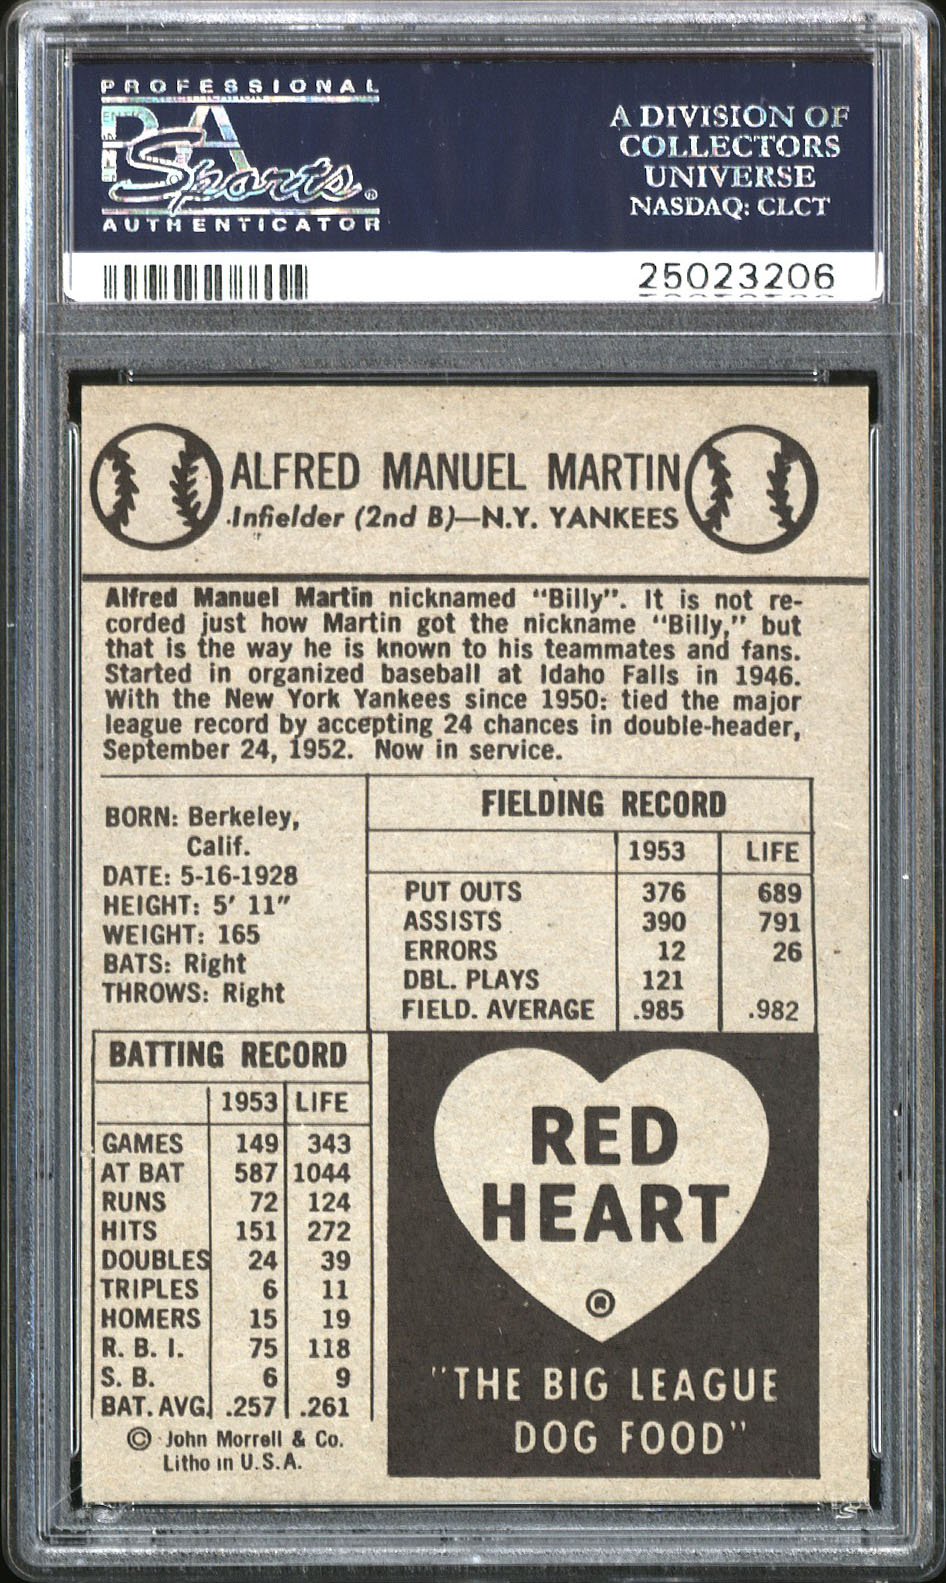 PROFESSIONAL
PSA
Sports®
AUTHENTICATOR
A DIVISION OF
COLLECTORS
UNIVERSE
NASDAQ: CLCT
25023206
ALFRED MANUEL MARTIN
Infielder (2nd B)—N.Y. YANKEES
Alfred Manuel Martin nicknamed "Billy". It is not re-
corded just how Martin got the nickname "Billy," but
that is the way he is known to his teammates and fans.
Started in organized baseball at Idaho Falls in 1946.
With the New York Yankees since 1950: tied the major
league record by accepting 24 chances in double-header,
September 24, 1952. Now in service.
BORN: Berkeley,
Calif.
DATE: 5-16-1928
HEIGHT: 5' 11"
WEIGHT: 165
BATS: Right
THROWS: Right
FIELDING RECORD
1953 LIFE
PUT OUTS 376 689
ASSISTS 390 791
ERRORS 12 26
DBL. PLAYS 121
FIELD. AVERAGE .985 .982
BATTING RECORD
1953 LIFE
GAMES 149 343
AT BAT 587 1044
RUNS 72 124
HITS 151 272
DOUBLES 24 39
TRIPLES 6 11
HOMERS 15 19
R. B. I. 75 118
S. B. 6 9
BAT. AVG. .257 .261
© John Morrell & Co.
Litho in U.S.A.
RED
HEART
®
"THE BIG LEAGUE
DOG FOOD"